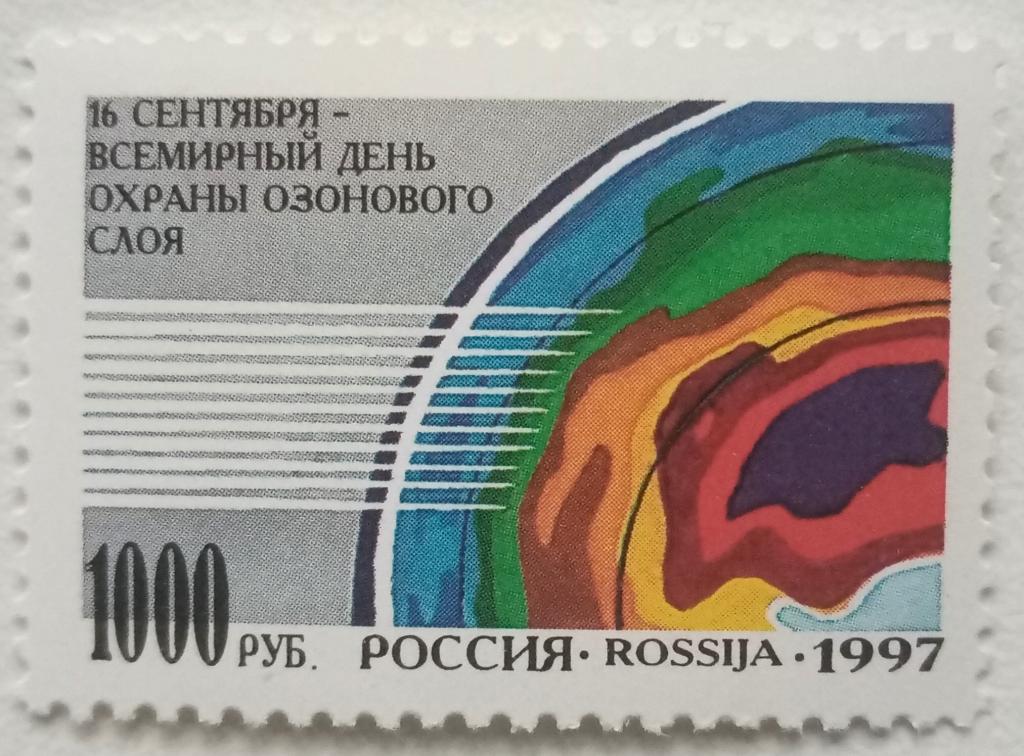 16 СЕНТЯБРЯ –
ВСЕМИРНЫЙ ДЕНЬ
ОХРАНЫ ОЗОНОВОГО
СЛОЯ
1000 РУБ. РОССИЯ · ROSSIJA · 1997